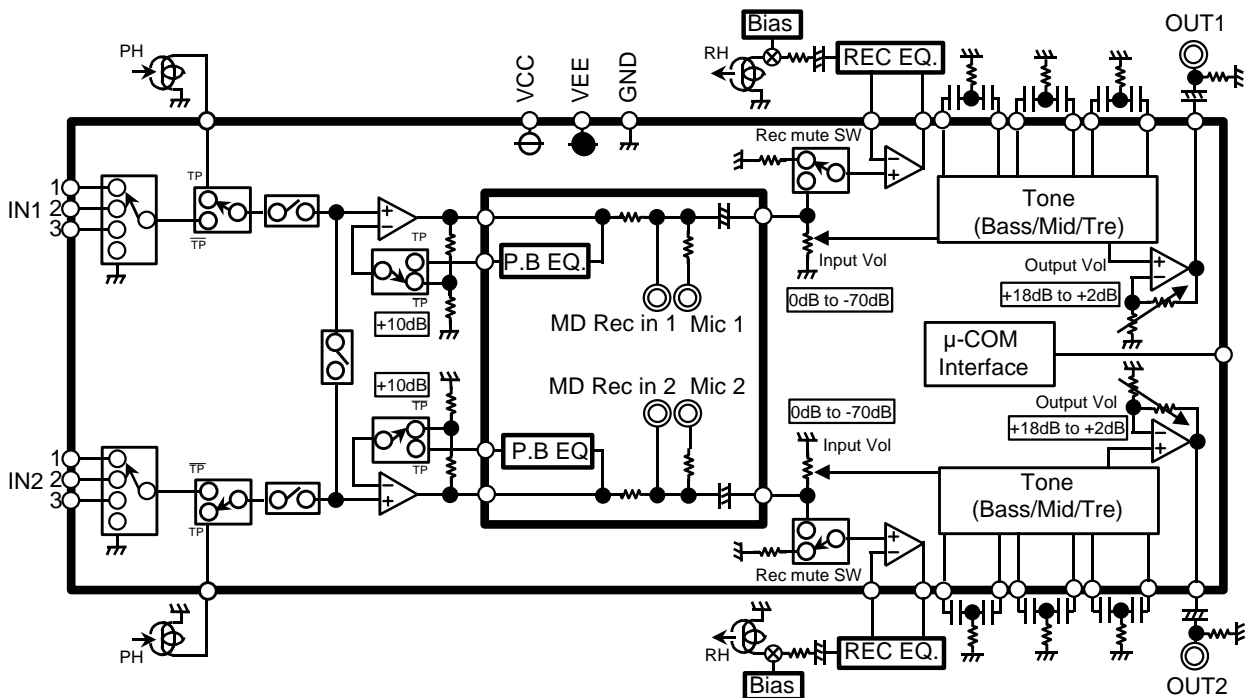 Bias
OUT1
PH
RH
REC EQ.
VCC
VEE
GND
Rec mute SW
TP
1
IN1
2
3
TP
TP
Tone
(Bass/Mid/Tre)
P.B EQ.
Input Vol
Output Vol
TP
0dB to -70dB
+18dB to +2dB
+10dB
MD Rec in 1
Mic 1
µ-COM
Interface
+10dB
MD Rec in 2
Mic 2
TP
0dB to -70dB
Output Vol
Input Vol
+18dB to +2dB
P.B EQ
1
TP
TP
IN2
2
3
Tone
(Bass/Mid/Tre)
TP
Rec mute SW
PH
RH
REC EQ.
Bias
OUT2